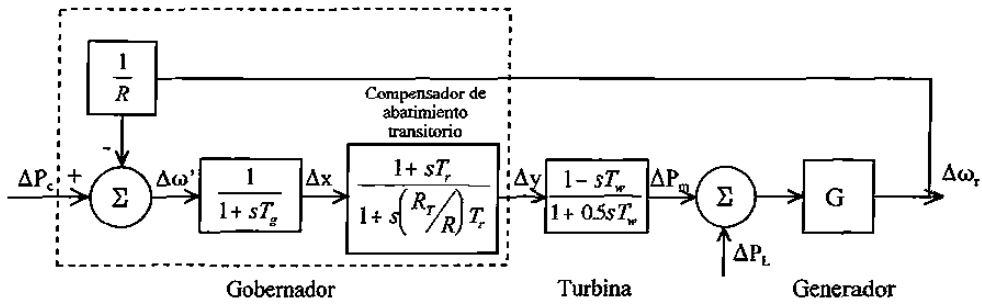 1
R
Compensador de
abatimiento
transitorio
-
ΔP_c
+
Σ
Δω'
1
1 + sT_g
Δx
1 + sT_r
1 + s(R_T/R) T_r
Δy
1 - sT_w
1 + 0.5sT_w
ΔP_m
Σ
G
Δω_r
ΔP_L
Gobernador
Turbina
Generador